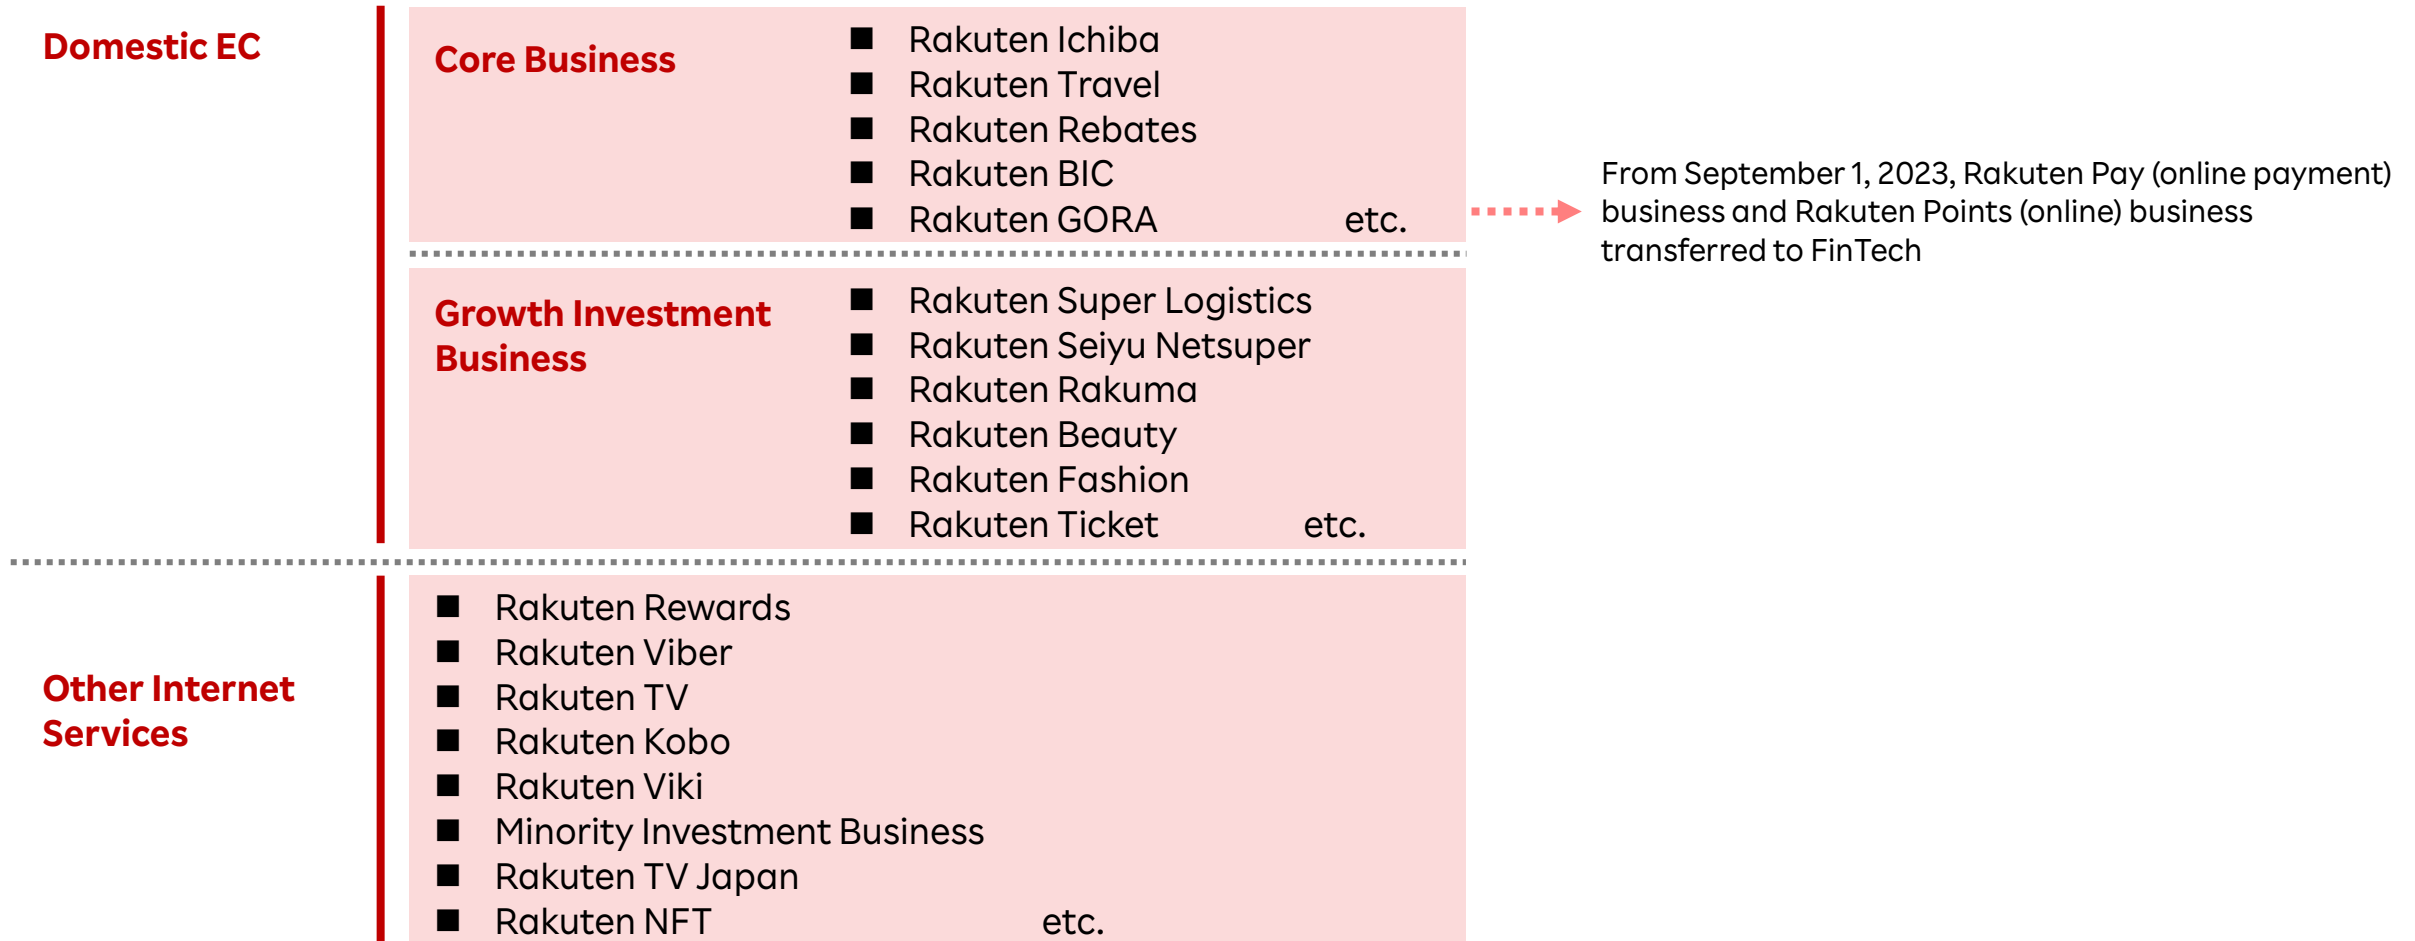 Domestic EC
Core Business
■ Rakuten Ichiba
■ Rakuten Travel
■ Rakuten Rebates
■ Rakuten BIC
■ Rakuten GORA etc.
From September 1, 2023, Rakuten Pay (online payment)
business and Rakuten Points (online) business
transferred to FinTech
Growth Investment
Business
■ Rakuten Super Logistics
■ Rakuten Seiyu Netsuper
■ Rakuten Rakuma
■ Rakuten Beauty
■ Rakuten Fashion
■ Rakuten Ticket etc.
Other Internet
Services
■ Rakuten Rewards
■ Rakuten Viber
■ Rakuten TV
■ Rakuten Kobo
■ Rakuten Viki
■ Minority Investment Business
■ Rakuten TV Japan
■ Rakuten NFT etc.